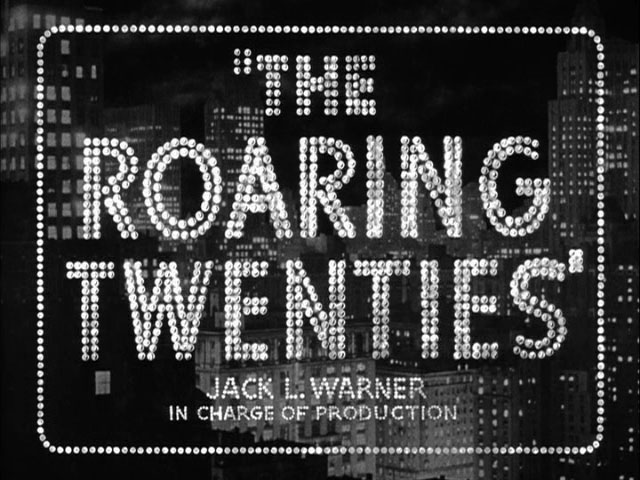 "THE
ROARING
TWENTIES"
JACK L. WARNER
IN CHARGE OF PRODUCTION